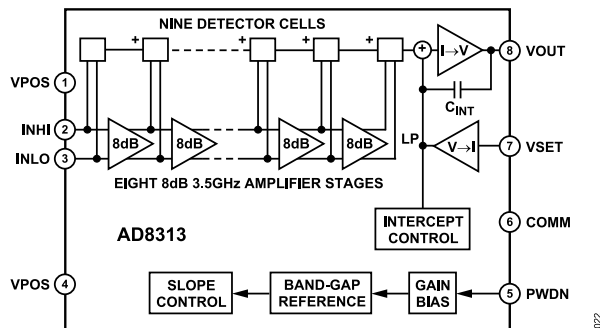 NINE DETECTOR CELLS
+ + + + +
I→V
8 VOUT
VPOS 1
CINT
INHI 2
8dB 8dB 8dB 8dB
LP
V→I
7 VSET
INLO 3
EIGHT 8dB 3.5GHz AMPLIFIER STAGES
INTERCEPT
CONTROL
6 COMM
AD8313
VPOS 4
SLOPE
CONTROL
BAND-GAP
REFERENCE
GAIN
BIAS
5 PWDN